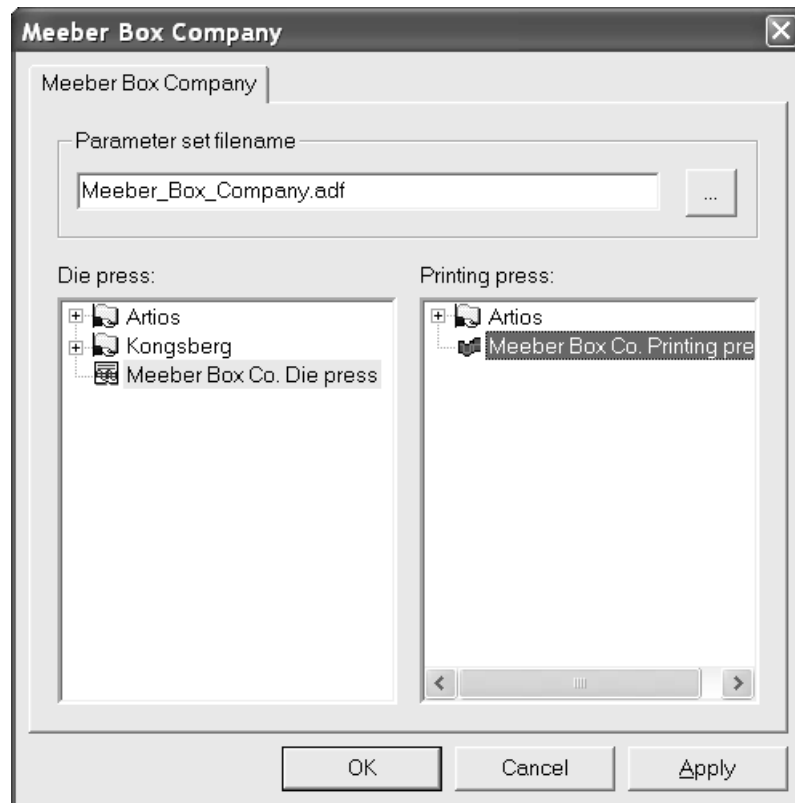 Meeber Box Company
Meeber Box Company
Parameter set filename
Meeber_Box_Company.adf
...
Die press:
Artios
Kongsberg
Meeber Box Co. Die press
Printing press:
Artios
Meeber Box Co. Printing pre
OK
Cancel
Apply